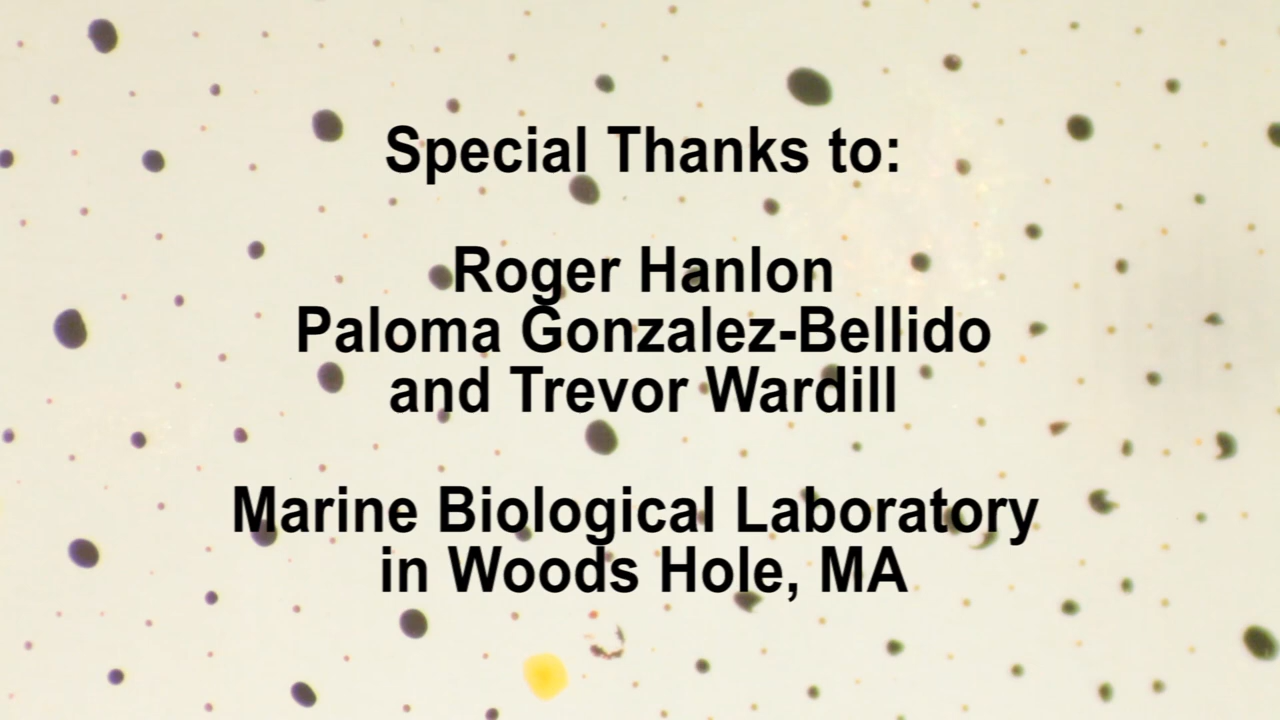 Special Thanks to:
Roger Hanlon
Paloma Gonzalez-Bellido
and Trevor Wardill
Marine Biological Laboratory
in Woods Hole, MA